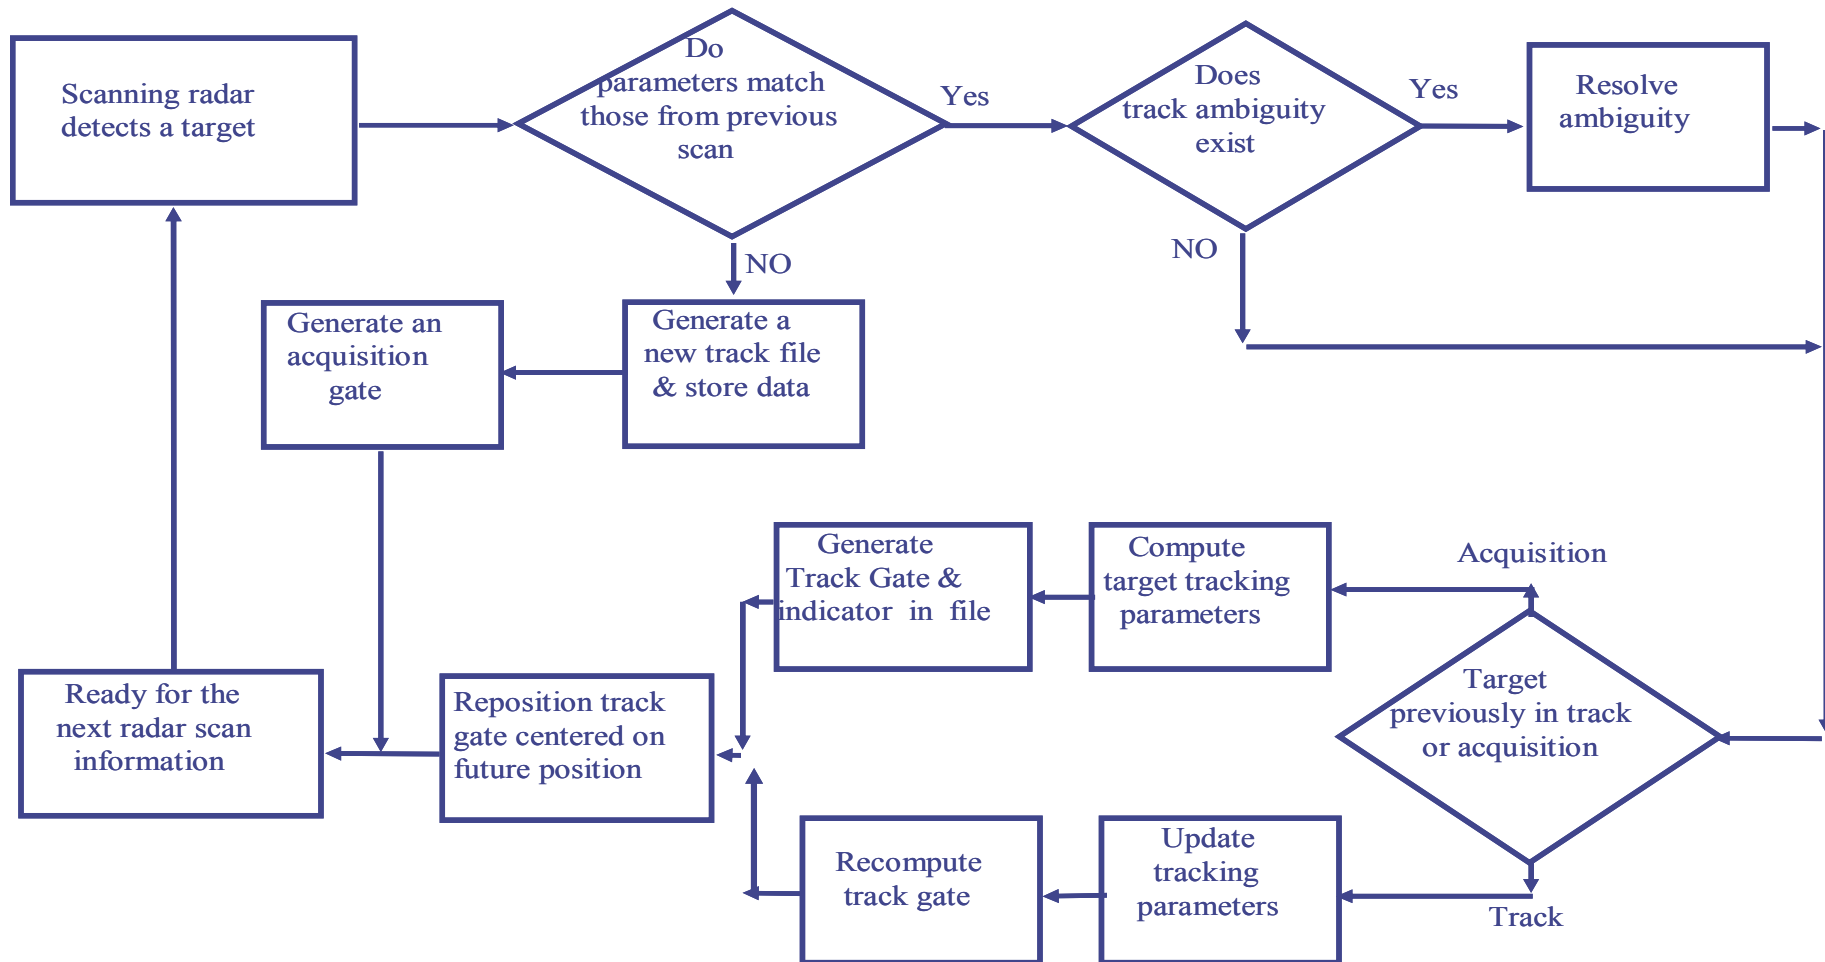 Scanning radar
detects a target
Do
parameters match
those from previous
scan
Yes
Does
track ambiguity
exist
Yes
Resolve
ambiguity
NO
NO
Generate an
acquisition
gate
Generate a
new track file
& store data
Generate
Track Gate &
indicator in file
Compute
target tracking
parameters
Acquisition
Ready for the
next radar scan
information
Reposition track
gate centered on
future position
Target
previously in track
or acquisition
Recompute
track gate
Update
tracking
parameters
Track